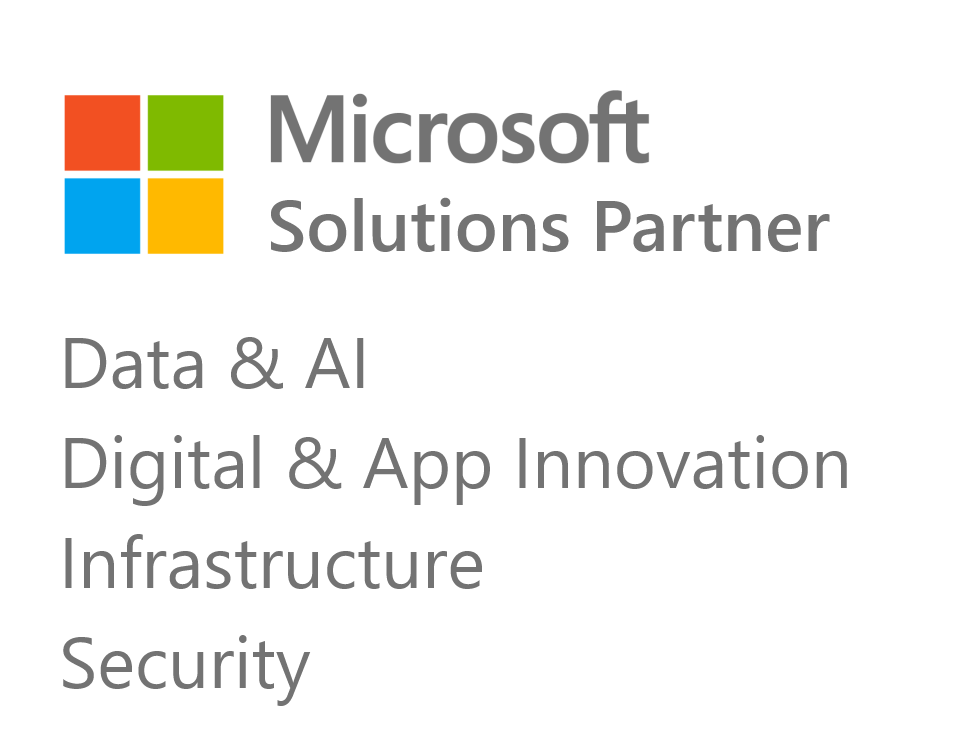 Microsoft
Solutions Partner
Data & AI
Digital & App Innovation
Infrastructure
Security